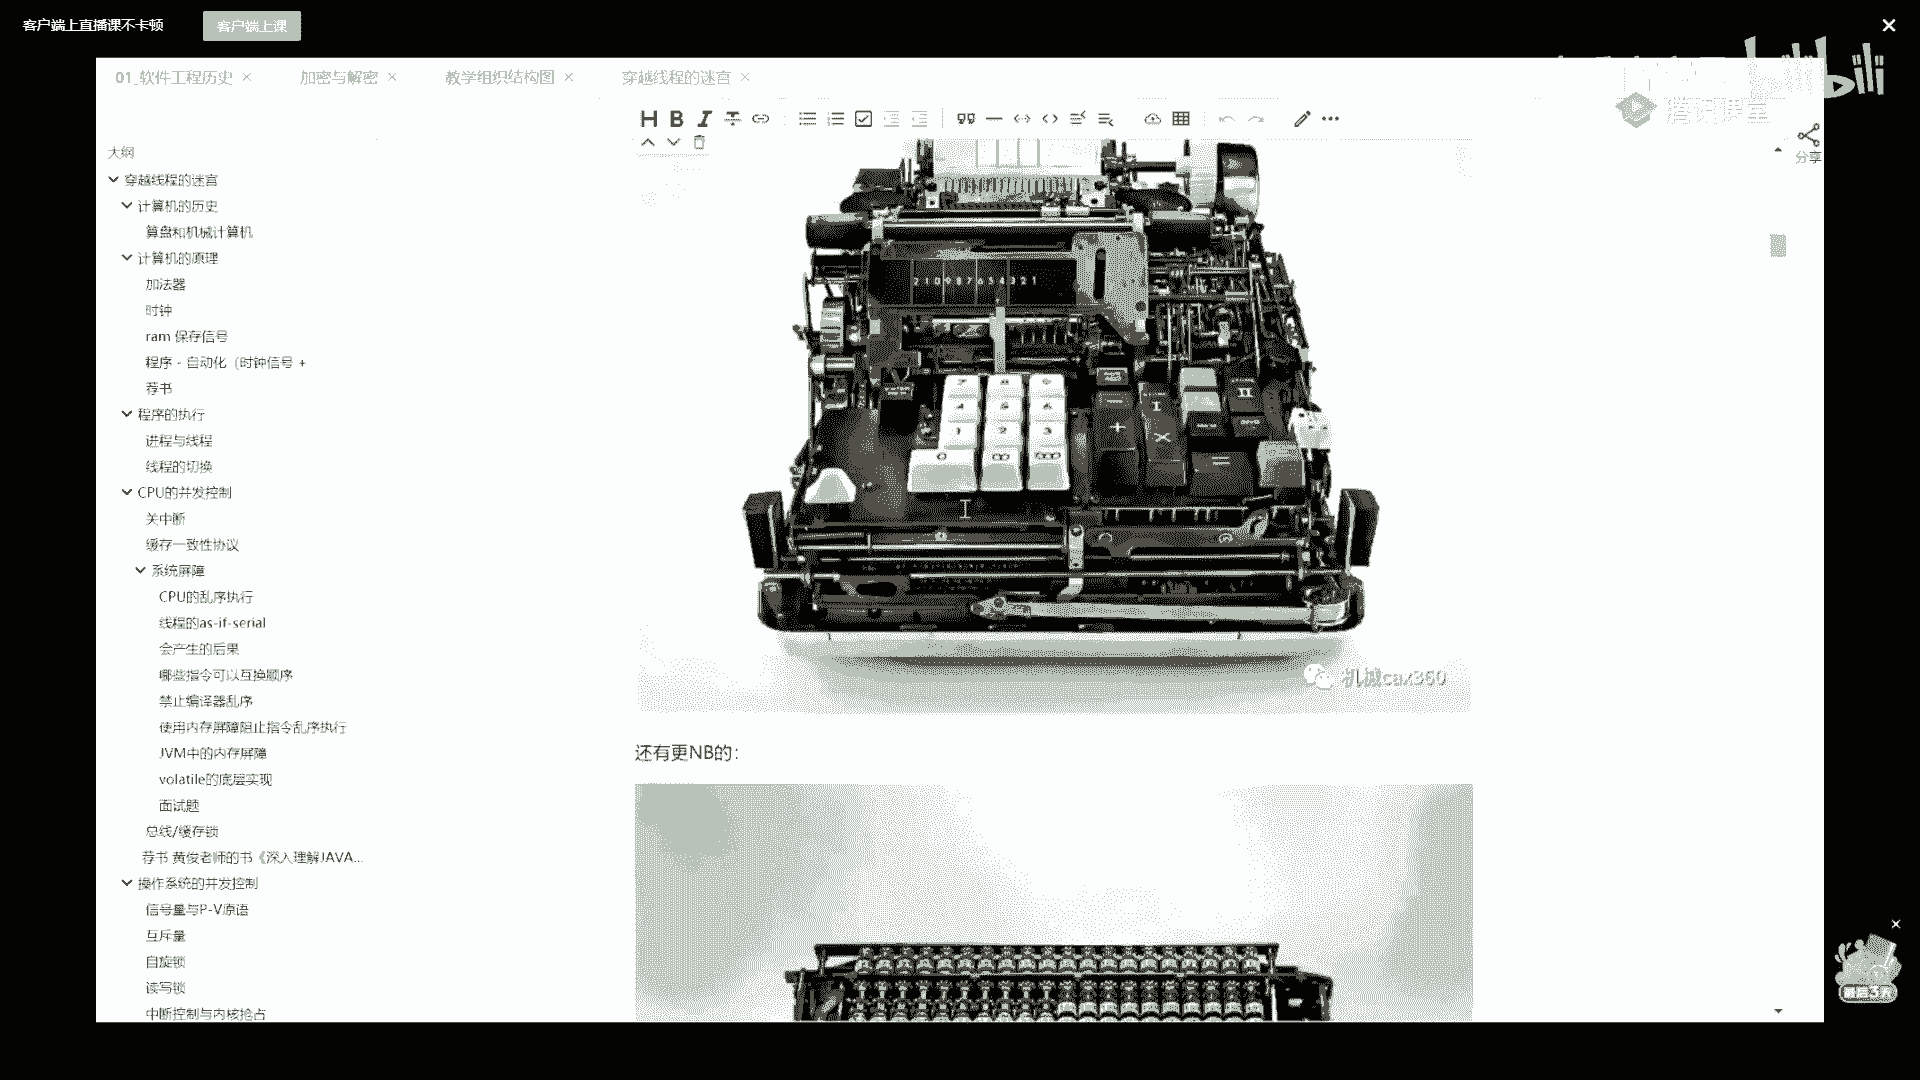 客户端上直播课不卡顿
客户端上课
bilibili
01_软件工程历史
加密与解密
教学组织结构图
穿越线程的迷宫
腾讯课堂
分享
大纲
穿越线程的迷宫
计算机的历史
算盘和机械计算机
计算机的原理
加法器
时钟
ram 保存信号
程序 - 自动化（时钟信号 +
荐书
程序的执行
进程与线程
线程的切换
CPU的并发控制
关中断
缓存一致性协议
系统屏障
CPU的乱序执行
线程的as-if-serial
会产生的后果
哪些指令可以互换顺序
禁止编译器乱序
使用内存屏障阻止指令乱序执行
JVM中的内存屏障
volatile的底层实现
面试题
总线/缓存锁
荐书 黄俊老师的书《深入理解JAVA...
操作系统的并发控制
信号量与P-V原语
互斥量
自旋锁
读写锁
中断控制与内核抢占
210987654321
1
2
3
0
00
000
机械cax360
还有更NB的：